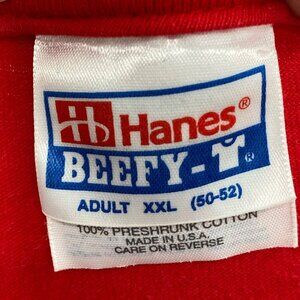 Hanes®
BEEFY-T®
ADULT XXL (50-52)
100% PRESHRUNK COTTON
MADE IN U.S.A.
CARE ON REVERSE